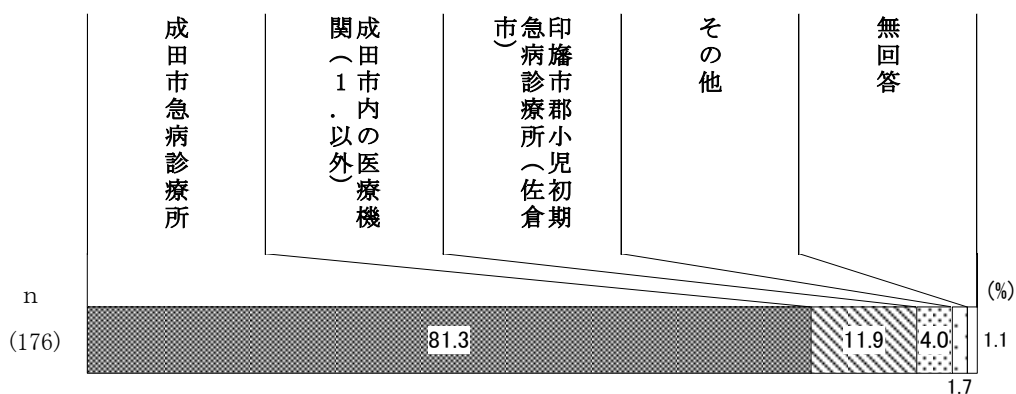 成田市急病診療所
成田市内の医療機
関（１．以外）
印旛市郡小児初期
急病診療所（佐倉
市）
その他
無回答
(%)
n
(176)
81.3
11.9
4.0
1.1
1.7